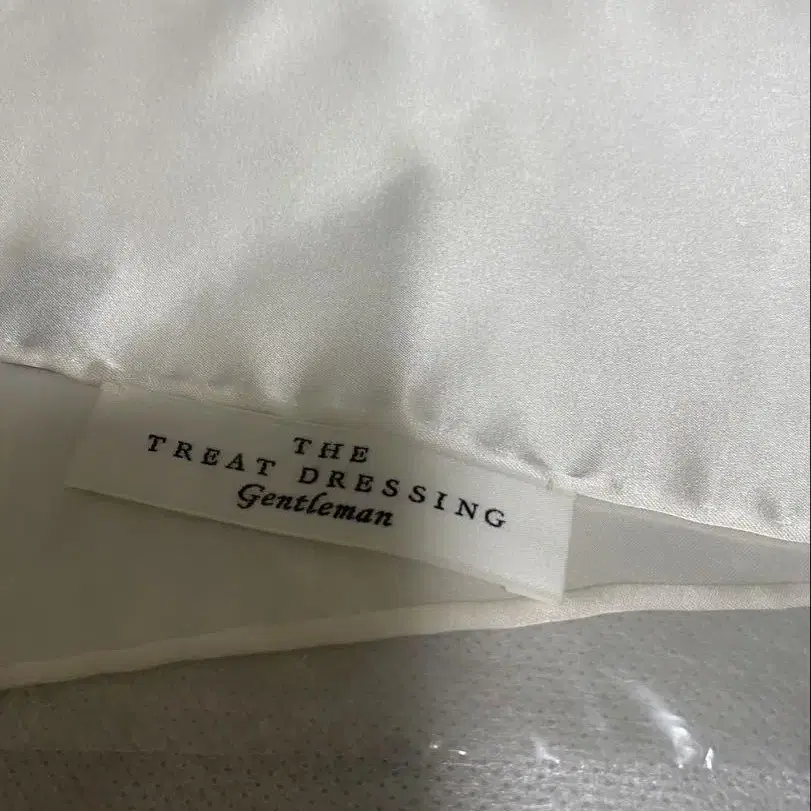 THE
TREAT DRESSING
Gentleman